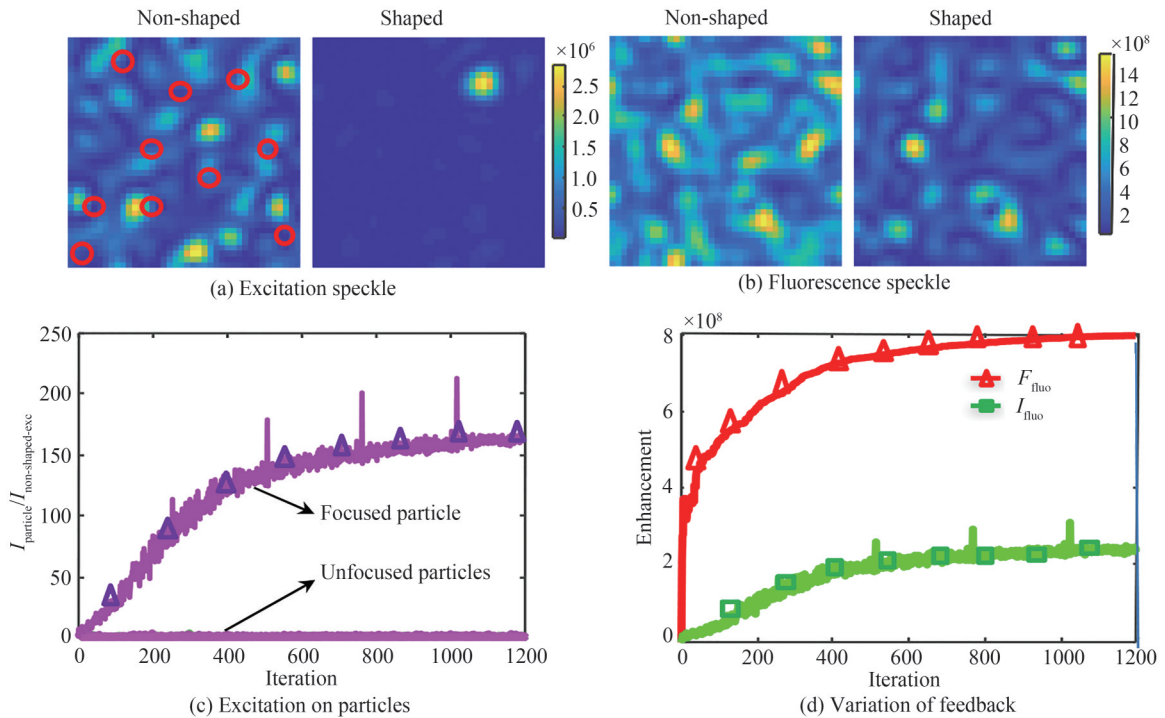 Non-shaped
Shaped
×10⁶
2.5
2.0
1.5
1.0
0.5
(a) Excitation speckle
Non-shaped
Shaped
×10⁸
14
12
10
8
6
4
2
(b) Fluorescence speckle
250
200
150
100
50
0
I_particle/I_non-shaped-exc
Focused particle
Unfocused particles
0 200 400 600 800 1000 1200
Iteration
(c) Excitation on particles
×10⁸
8
6
4
2
0
Enhancement
F_fluo
I_fluo
0 200 400 600 800 1000 1200
Iteration
(d) Variation of feedback